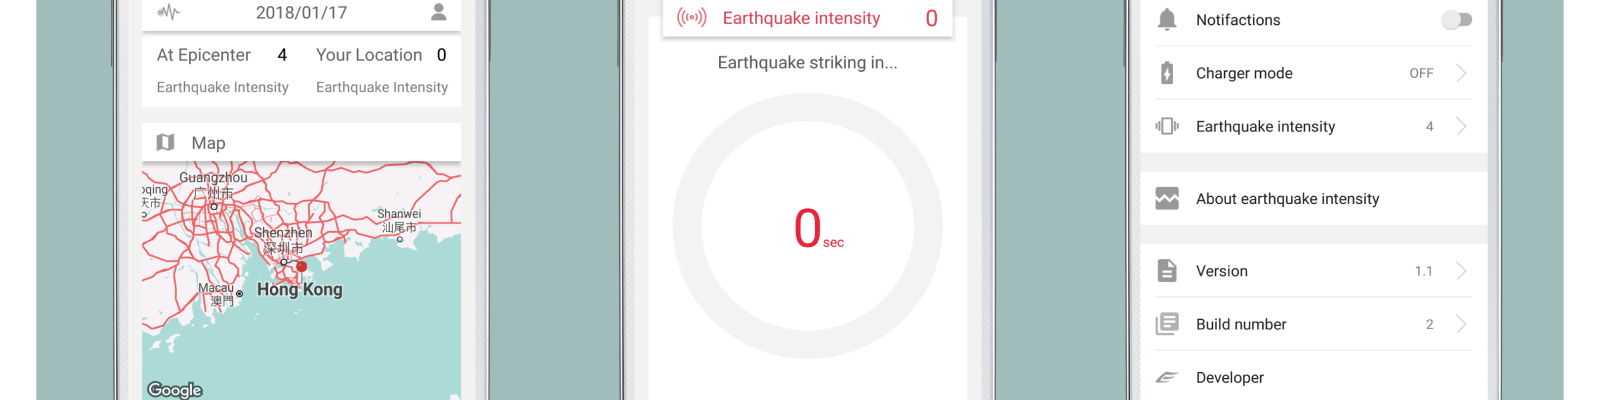 2018/01/17
At Epicenter 4 Your Location 0
Earthquake Intensity Earthquake Intensity
Map
Guangzhou
广州市
oqing
庆市
Shanwei
汕尾市
Shenzhen
深圳市
Macau
澳門
Hong Kong
Google
Earthquake intensity 0
Earthquake striking in...
0 sec
Notifactions
Charger mode OFF
Earthquake intensity 4
About earthquake intensity
Version 1.1
Build number 2
Developer